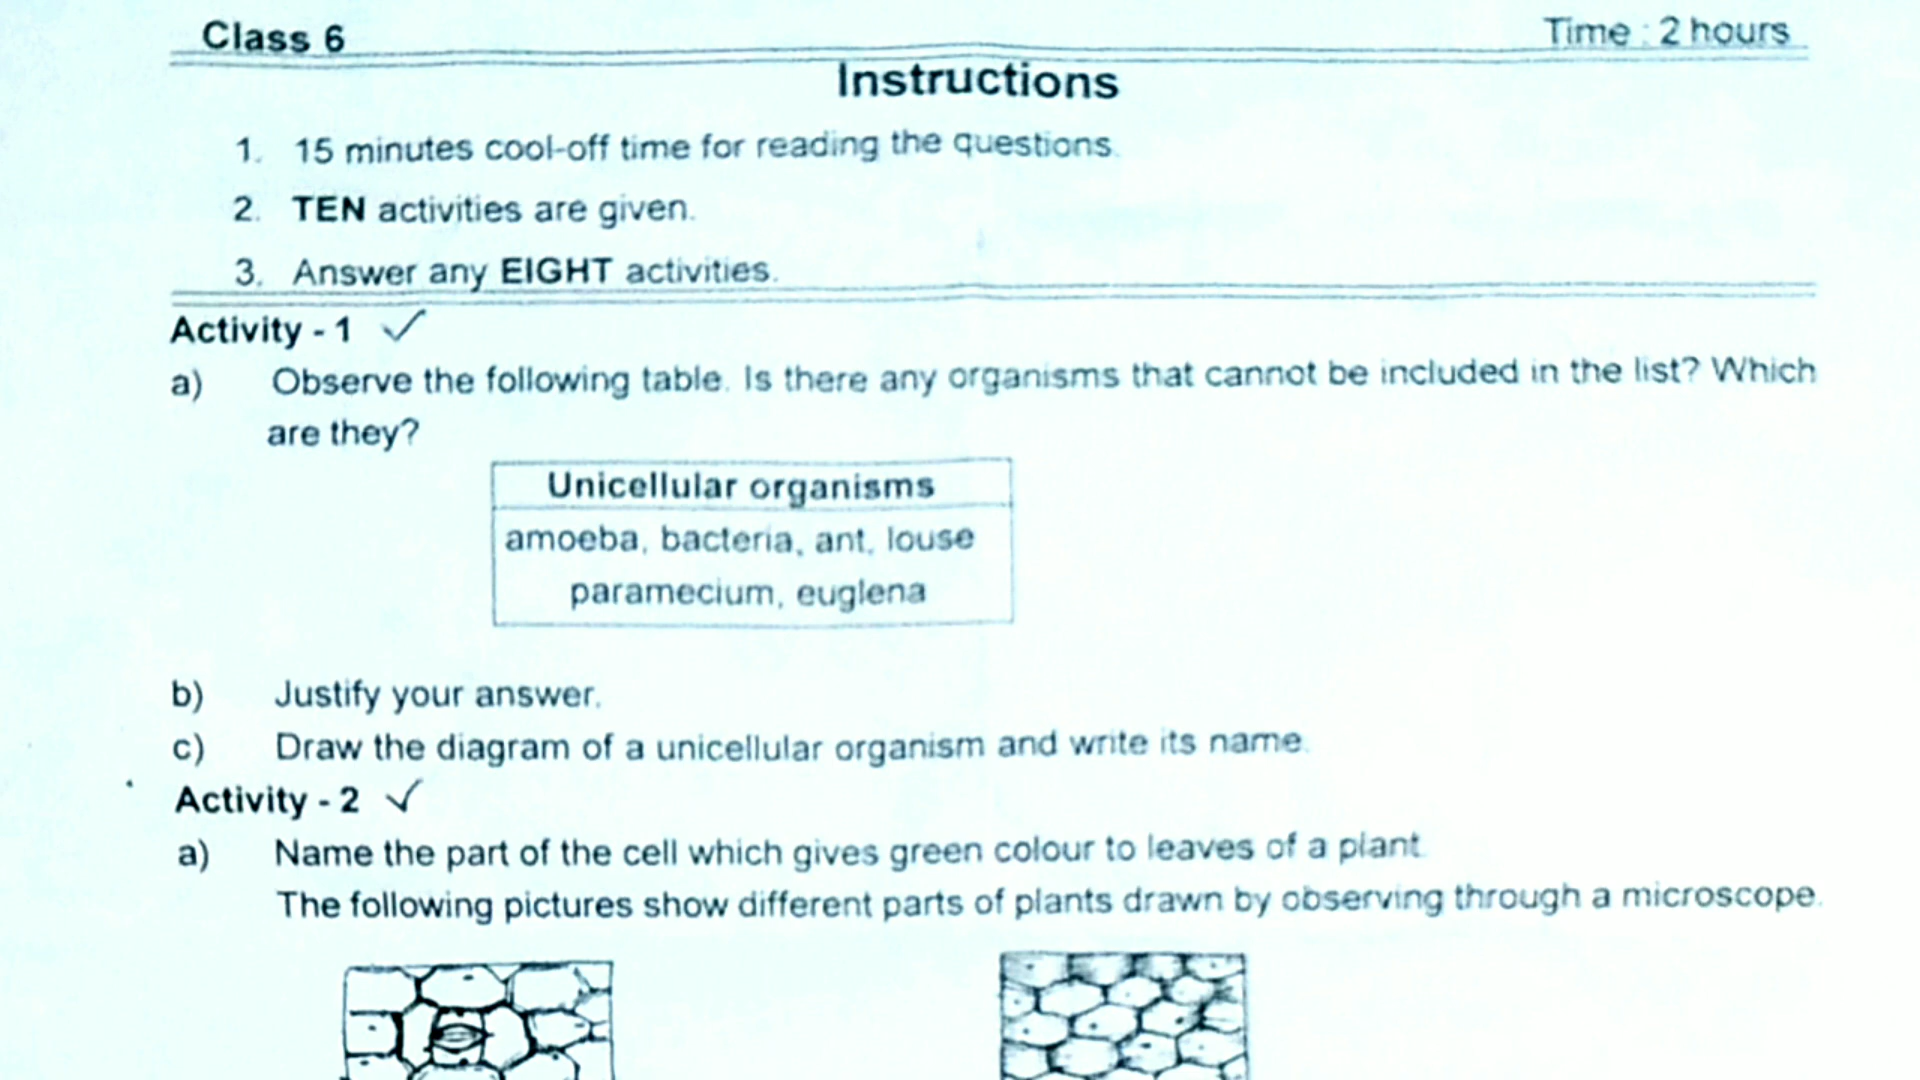 Class 6
Time : 2 hours
Instructions
1. 15 minutes cool-off time for reading the questions.
2. TEN activities are given.
3. Answer any EIGHT activities.
Activity - 1 ✓
a) Observe the following table. Is there any organisms that cannot be included in the list? Which
are they?
Unicellular organisms
amoeba, bacteria, ant, louse
paramecium, euglena
b) Justify your answer.
c) Draw the diagram of a unicellular organism and write its name.
Activity - 2 ✓
a) Name the part of the cell which gives green colour to leaves of a plant.
The following pictures show different parts of plants drawn by observing through a microscope.